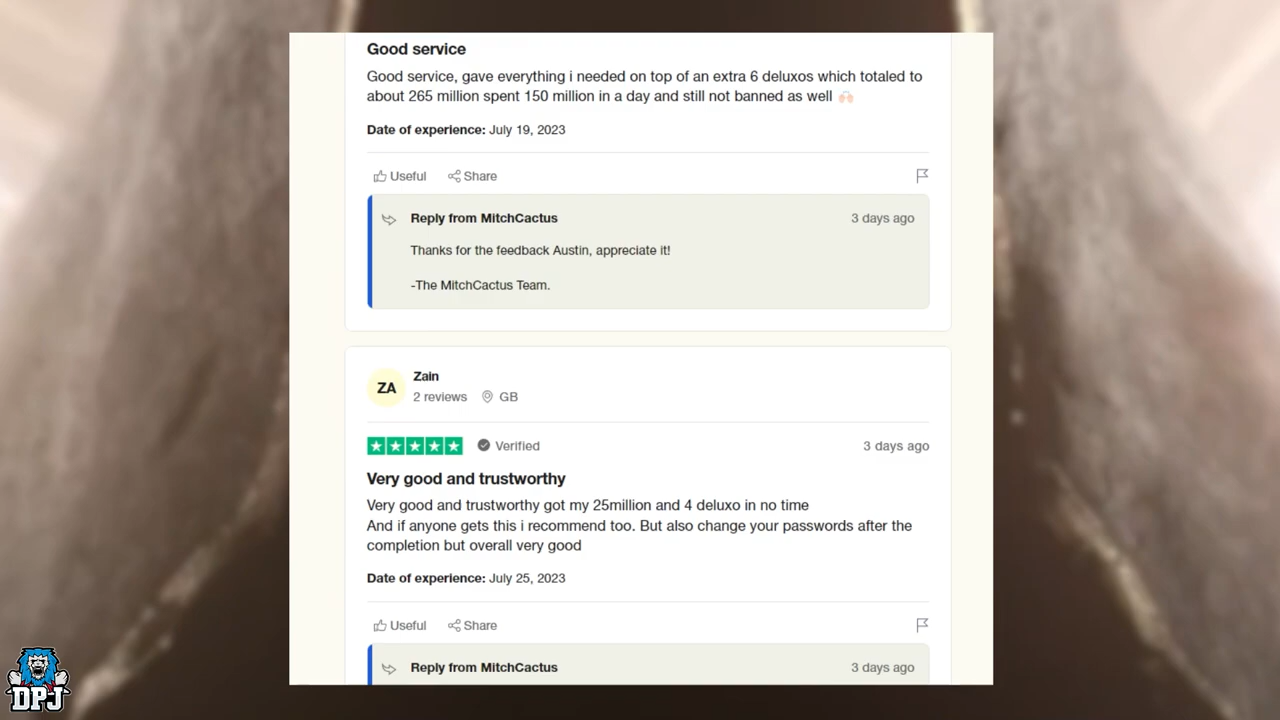 Good service
Good service, gave everything i needed on top of an extra 6 deluxos which totaled to
about 265 million spent 150 million in a day and still not banned as well 🙌🏻
Date of experience: July 19, 2023
Useful Share
Reply from MitchCactus 3 days ago
Thanks for the feedback Austin, appreciate it!
-The MitchCactus Team.
ZA
Zain
2 reviews GB
Verified 3 days ago
Very good and trustworthy
Very good and trustworthy got my 25million and 4 deluxo in no time
And if anyone gets this i recommend too. But also change your passwords after the
completion but overall very good
Date of experience: July 25, 2023
Useful Share
Reply from MitchCactus 3 days ago
DPJ